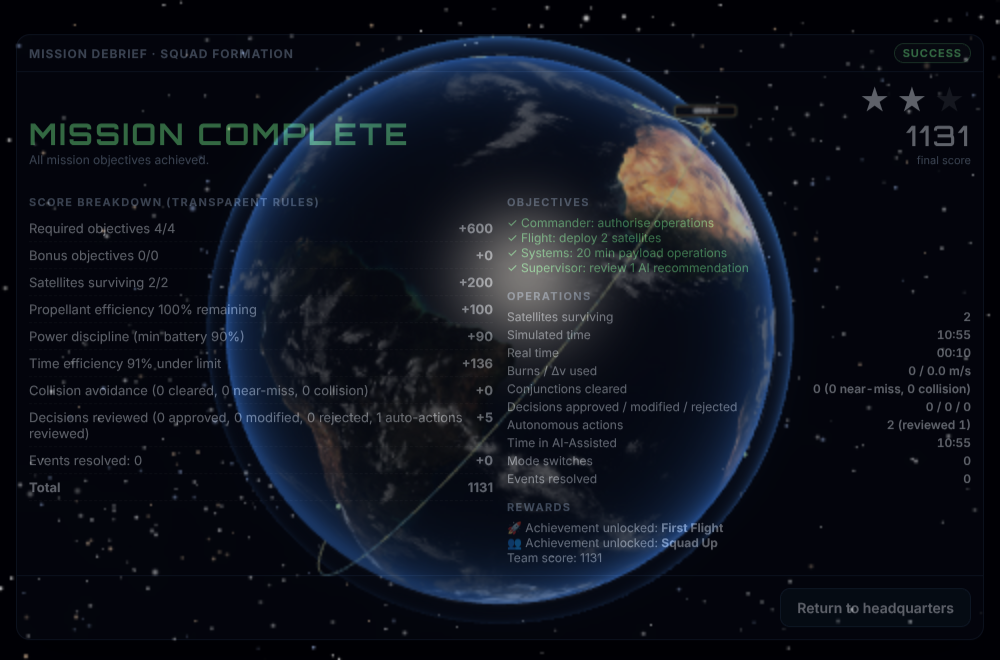 MISSION DEBRIEF · SQUAD FORMATION
SUCCESS
MISSION COMPLETE
All mission objectives achieved.
1131
final score
SCORE BREAKDOWN (TRANSPARENT RULES)
Required objectives 4/4 +600
Bonus objectives 0/0 +0
Satellites surviving 2/2 +200
Propellant efficiency 100% remaining +100
Power discipline (min battery 90%) +90
Time efficiency 91% under limit +136
Collision avoidance (0 cleared, 0 near-miss, 0 collision) +0
Decisions reviewed (0 approved, 0 modified, 0 rejected, 1 auto-actions +5
reviewed)
Events resolved: 0 +0
Total 1131
OBJECTIVES
✓ Commander: authorise operations
✓ Flight: deploy 2 satellites
✓ Systems: 20 min payload operations
✓ Supervisor: review 1 AI recommendation
OPERATIONS
Satellites surviving 2
Simulated time 10:55
Real time 00:10
Burns / Δv used 0 / 0.0 m/s
Conjunctions cleared 0 (0 near-miss, 0 collision)
Decisions approved / modified / rejected 0 / 0 / 0
Autonomous actions 2 (reviewed 1)
Time in AI-Assisted 10:55
Mode switches 0
Events resolved 0
REWARDS
🚀 Achievement unlocked: First Flight
👥 Achievement unlocked: Squad Up
Team score: 1131
Return to headquarters